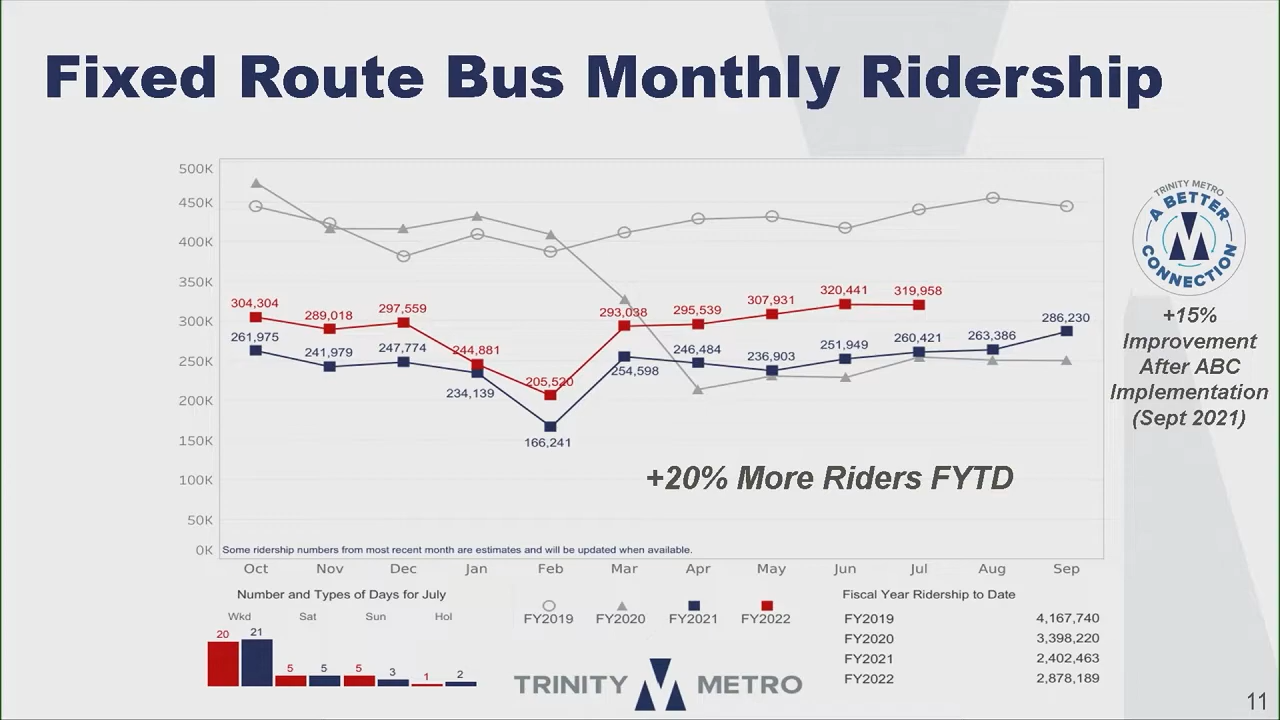 Fixed Route Bus Monthly Ridership
500K
450K
400K
350K
300K
250K
200K
150K
100K
50K
0K
304,304
289,018
297,559
244,881
205,520
293,038
295,539
307,931
320,441
319,958
261,975
241,979
247,774
234,139
166,241
254,598
246,484
236,903
251,949
260,421
263,386
286,230
+20% More Riders FYTD
Some ridership numbers from most recent month are estimates and will be updated when available.
Oct Nov Dec Jan Feb Mar Apr May Jun Jul Aug Sep
TRINITY METRO
A BETTER
CONNECTION
+15%
Improvement
After ABC
Implementation
(Sept 2021)
Number and Types of Days for July
Wkd Sat Sun Hol
20 21 5 5 5 3 1 2
FY2019 FY2020 FY2021 FY2022
TRINITY METRO
Fiscal Year Ridership to Date
FY2019 4,167,740
FY2020 3,398,220
FY2021 2,402,463
FY2022 2,878,189
11